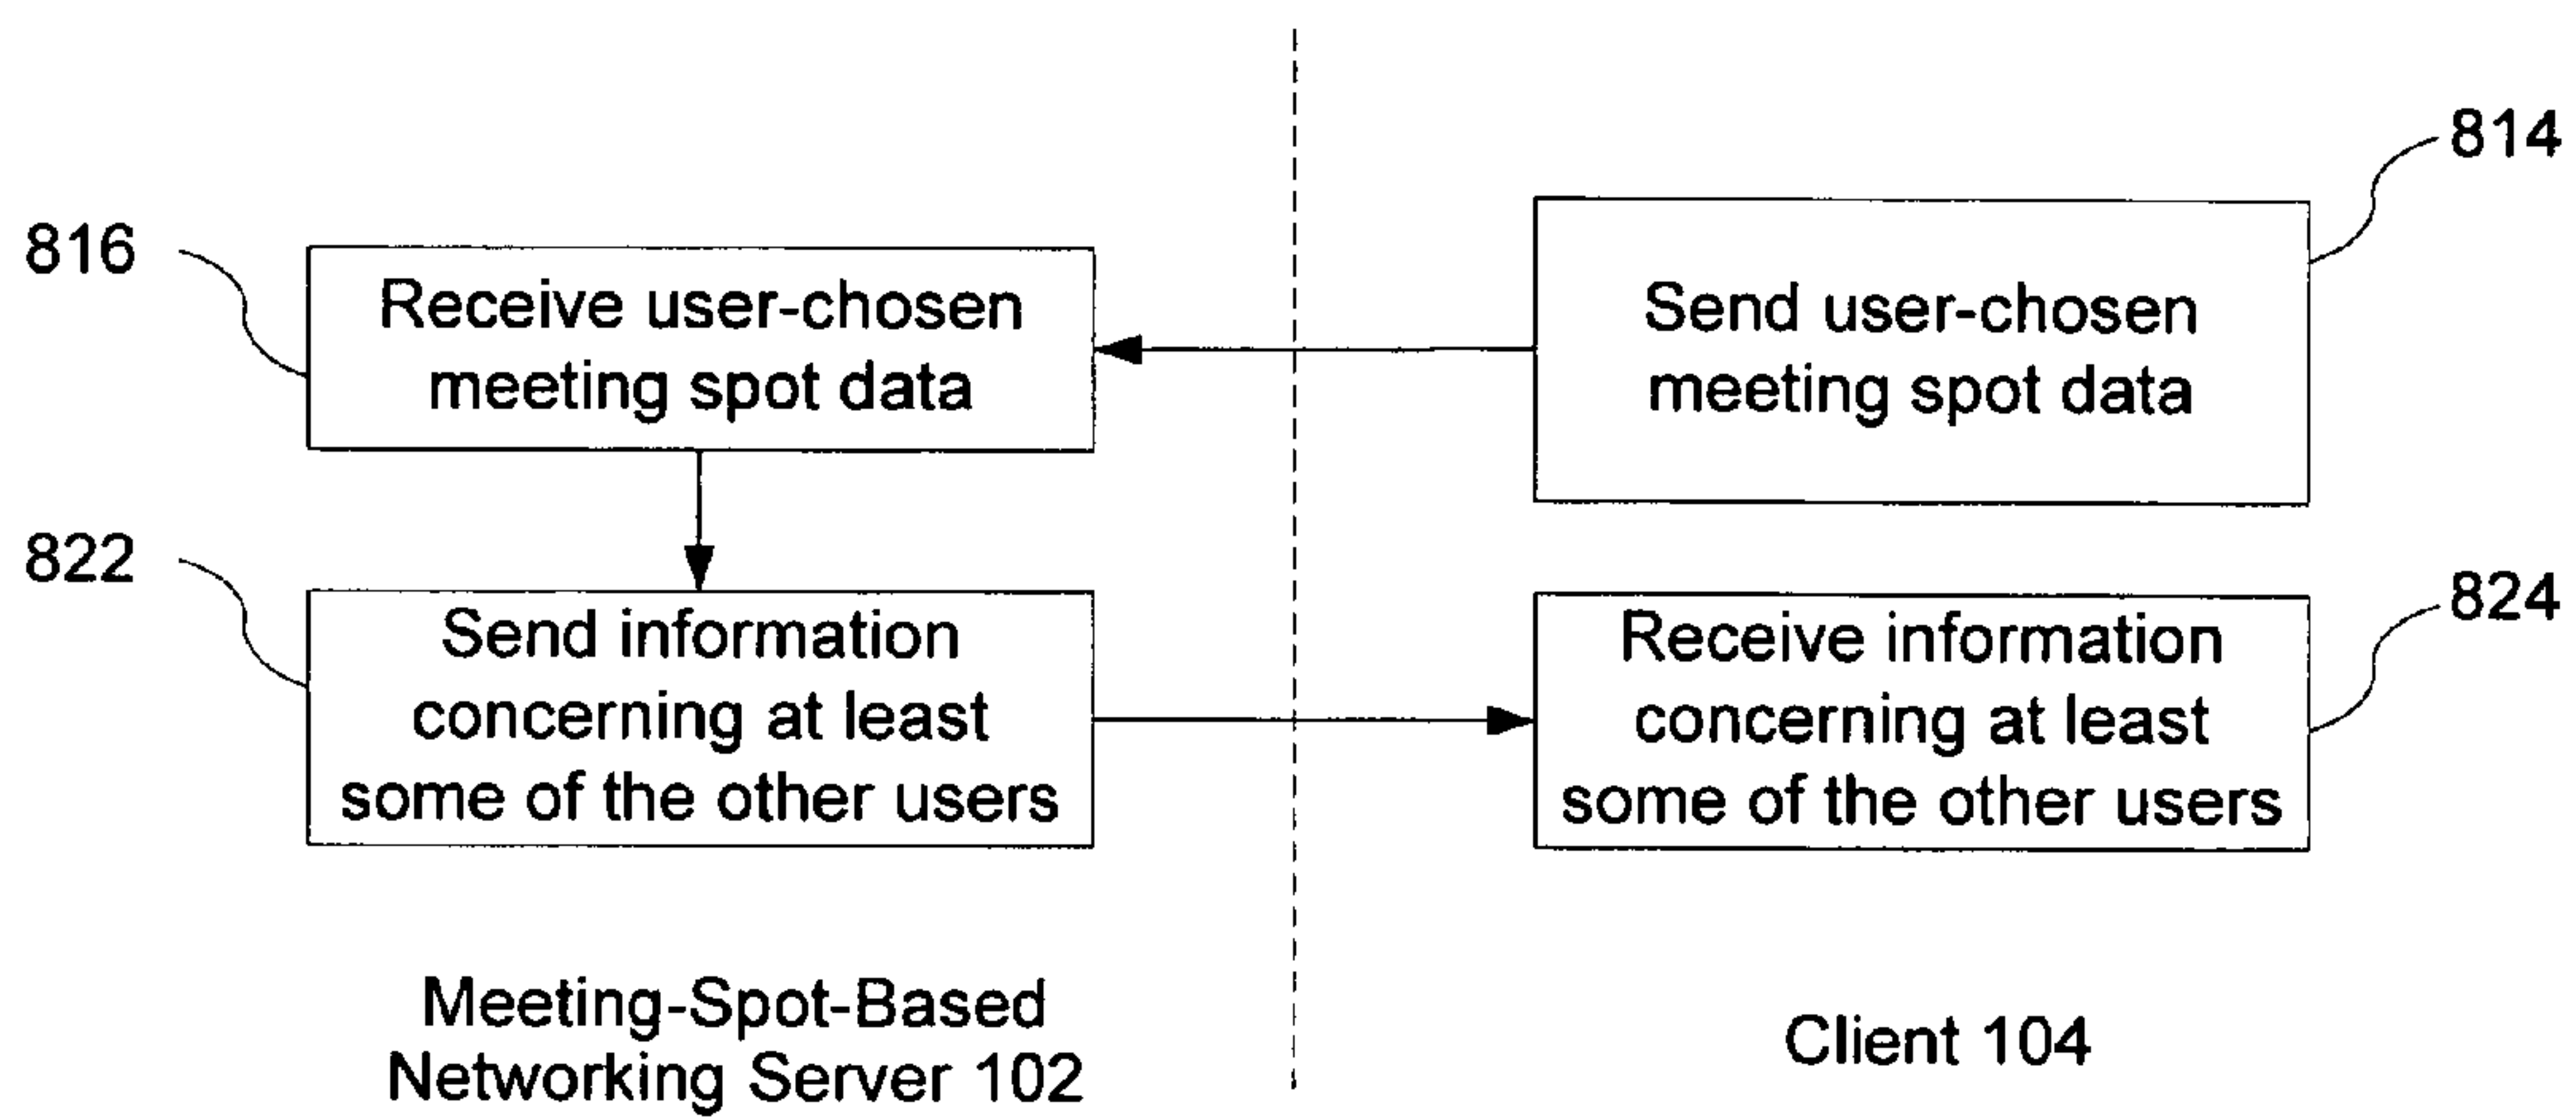 814
816
Receive user-chosen
meeting spot data
Send user-chosen
meeting spot data
822
Send information
concerning at least
some of the other users
824
Receive information
concerning at least
some of the other users
Meeting-Spot-Based
Networking Server 102
Client 104